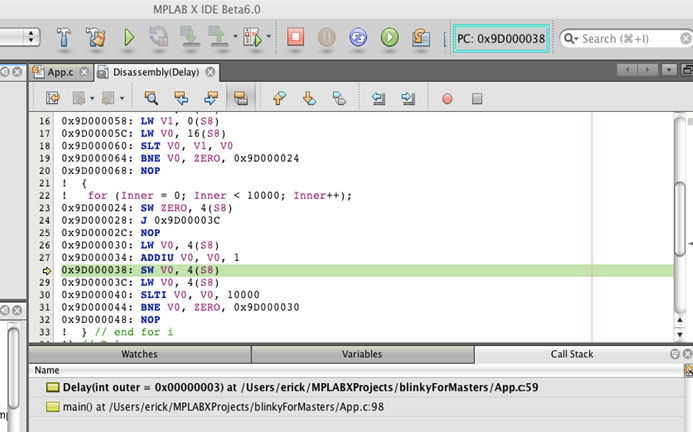 MPLAB X IDE Beta6.0
PC: 0x9D000038
Search (⌘+I)
App.c
Disassembly(Delay)
16 0x9D000058: LW V1, 0(S8)
17 0x9D00005C: LW V0, 16(S8)
18 0x9D000060: SLT V0, V1, V0
19 0x9D000064: BNE V0, ZERO, 0x9D000024
20 0x9D000068: NOP
21 !  {
22 !   for (Inner = 0; Inner < 10000; Inner++);
23 0x9D000024: SW ZERO, 4(S8)
24 0x9D000028: J 0x9D00003C
25 0x9D00002C: NOP
26 0x9D000030: LW V0, 4(S8)
27 0x9D000034: ADDIU V0, V0, 1
0x9D000038: SW V0, 4(S8)
29 0x9D00003C: LW V0, 4(S8)
30 0x9D000040: SLTI V0, V0, 10000
31 0x9D000044: BNE V0, ZERO, 0x9D000030
32 0x9D000048: NOP
33 !  } // end for i
Watches
Variables
Call Stack
Name
Delay(int outer = 0x00000003) at /Users/erick/MPLABXProjects/blinkyForMasters/App.c:59
main() at /Users/erick/MPLABXProjects/blinkyForMasters/App.c:98